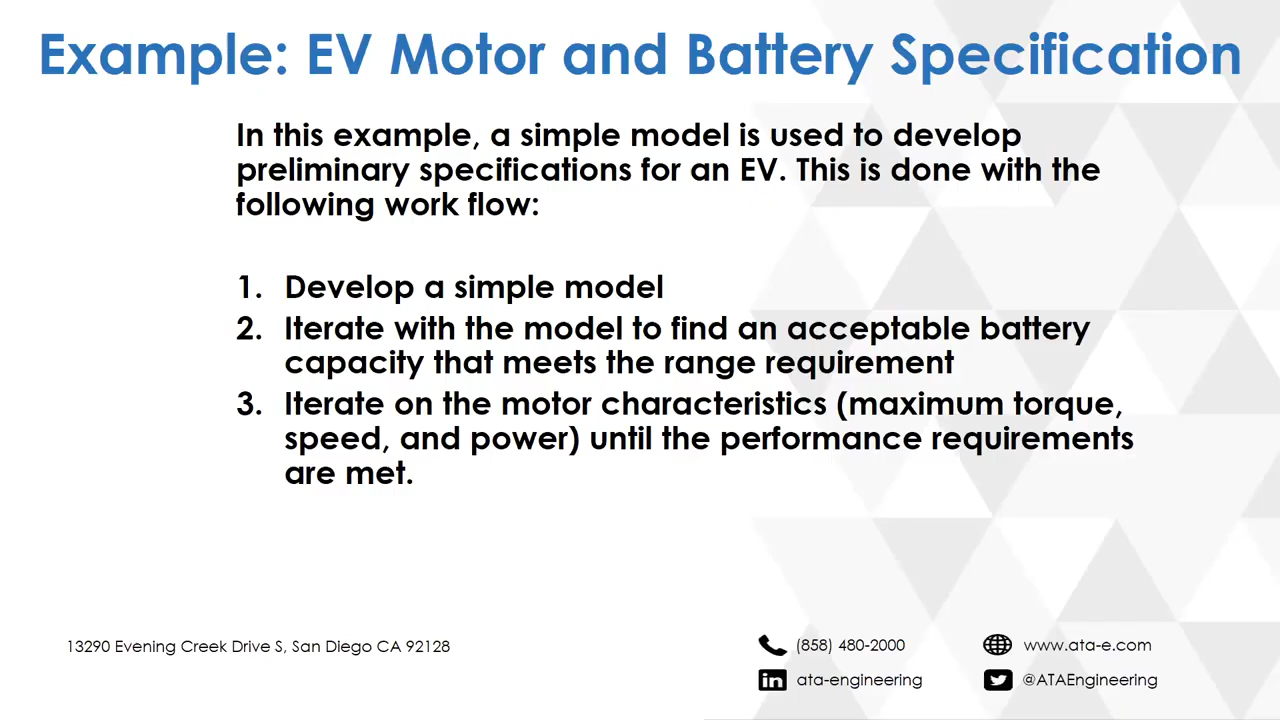 Example: EV Motor and Battery Specification
In this example, a simple model is used to develop
preliminary specifications for an EV. This is done with the
following work flow:
1. Develop a simple model
2. Iterate with the model to find an acceptable battery
capacity that meets the range requirement
3. Iterate on the motor characteristics (maximum torque,
speed, and power) until the performance requirements
are met.
13290 Evening Creek Drive S, San Diego CA 92128
(858) 480-2000
www.ata-e.com
in ata-engineering
@ATAEngineering